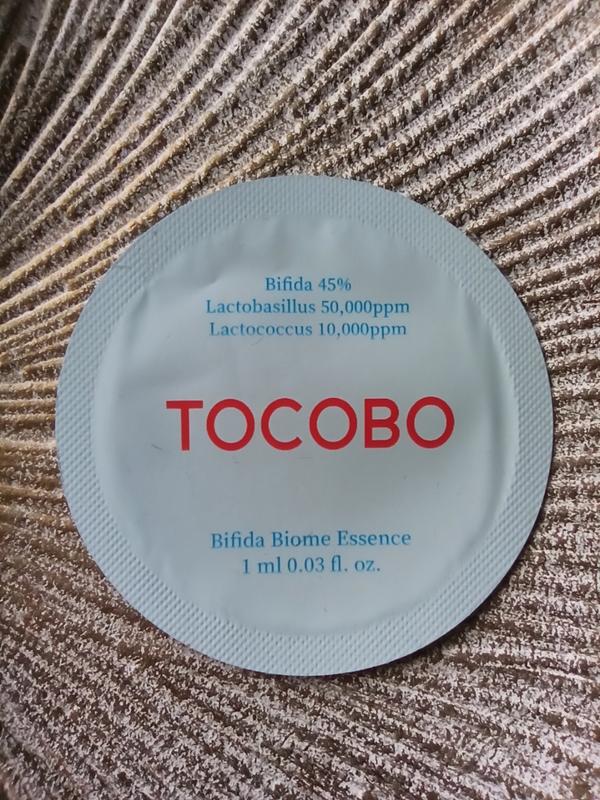 Bifida 45%
Lactobasillus 50,000ppm
Lactococcus 10,000ppm
TOCOBO
Bifida Biome Essence
1 ml 0.03 fl. oz.